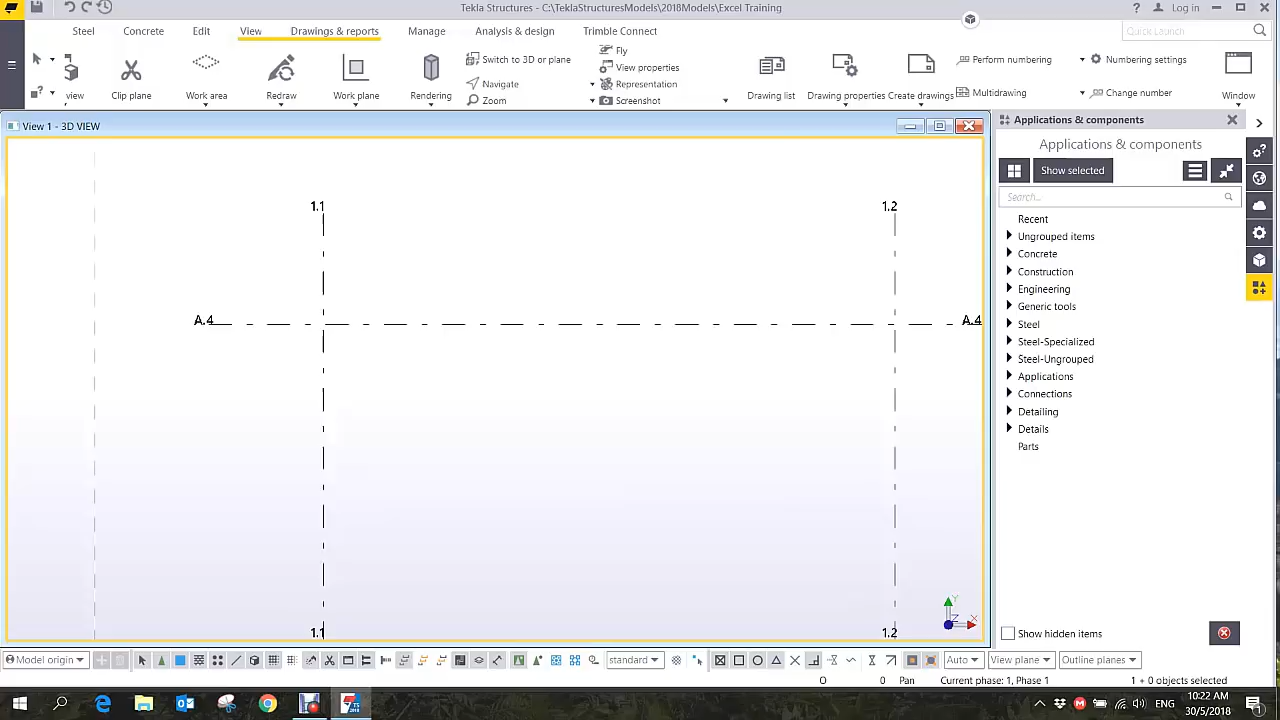 Tekla Structures - C:\TeklaStructuresModels\2018Models\Excel Training
? Log in
Steel Concrete Edit View Drawings & reports Manage Analysis & design Trimble Connect
Quick Launch
view
Clip plane
Work area
Redraw
Work plane
Rendering
Switch to 3D or plane
Navigate
Zoom
Fly
View properties
Representation
Screenshot
Drawing list
Drawing properties
Create drawings
Perform numbering
Multidrawing
Numbering settings
Change number
Window
View 1 - 3D VIEW
1.1
1.2
A.4
A.4
1.1
1.2
Y
Z
X
Applications & components
Applications & components
Show selected
Search...
Recent
Ungrouped items
Concrete
Construction
Engineering
Generic tools
Steel
Steel-Specialized
Steel-Ungrouped
Applications
Connections
Detailing
Details
Parts
Show hidden items
Model origin
standard
Auto
View plane
Outline planes
O 0 Pan Current phase: 1, Phase 1 1 + 0 objects selected
ENG
10:22 AM
30/5/2018